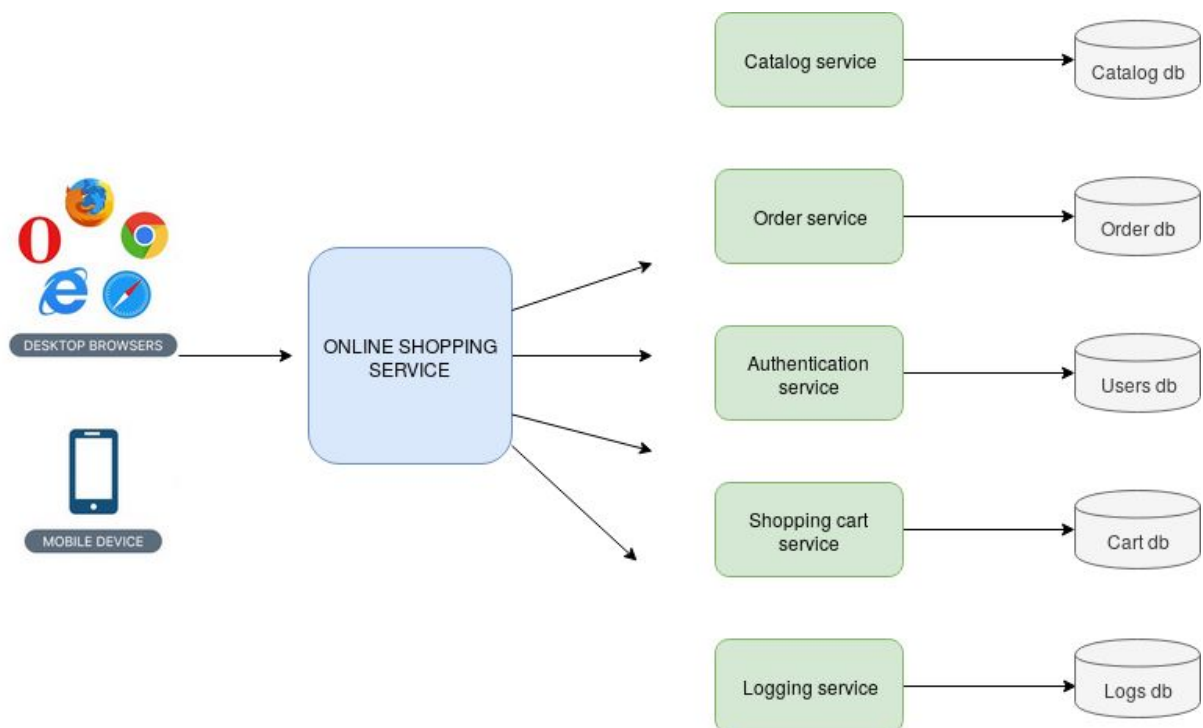 Catalog service
Catalog db
Order service
Order db
DESKTOP BROWSERS
ONLINE SHOPPING
SERVICE
Authentication
service
Users db
MOBILE DEVICE
Shopping cart
service
Cart db
Logging service
Logs db